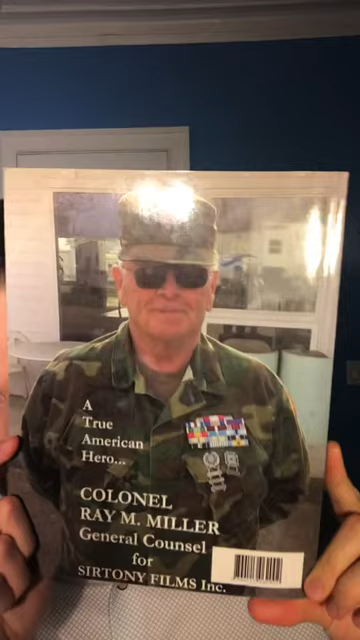 A
True
American
Hero...
COLONEL
RAY M. MILLER
General Counsel
for
SIRTONY FILMS Inc.